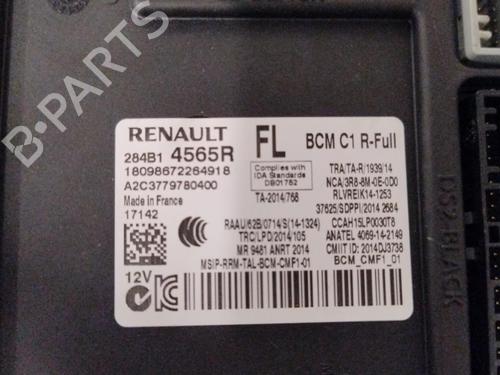 RENAULT
284B1 4565R
18098672264918
A2C3779780400
Made in France
17142
12V
FL
Complies with
IDA Standards
DB01752
TA-2014/768
RAAU/62B/0714/S(14-1324)
TRC/LPD/2014/105
MR 9481 ANRT 2014
MSIP-RRM-TAL-BCM-CMF1-01
BCM C1 R-Full
TRA/TA-R/1939/14
NCA/3R8-8M-0E-0D0
RLVREIK14-1253
37625/SDPPI/2014 2684
CCAH15LP0030T8
ANATEL 4069-14-2149
CMIIT ID: 2014DJ3738
BCM_CMF1_01
US2-BLACK
B-PARTS